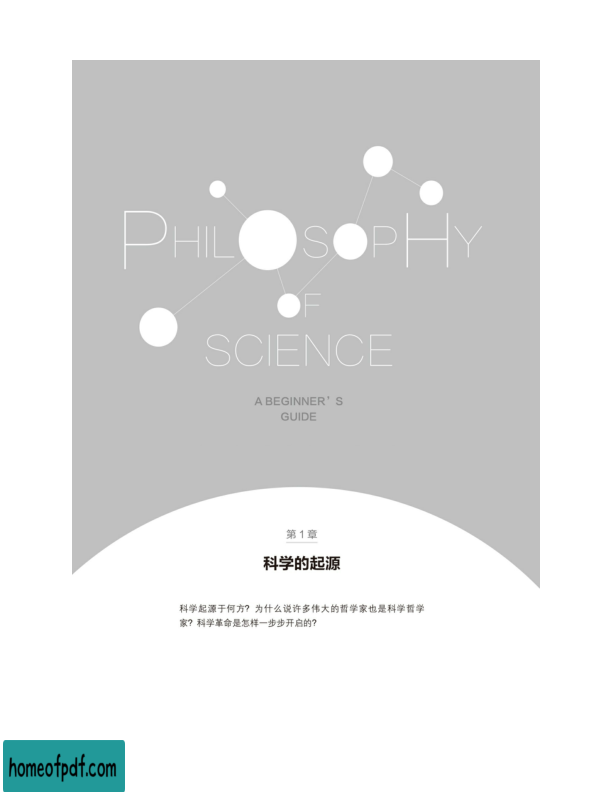 PHILOSOPHY
OF
SCIENCE
A BEGINNER'S
GUIDE
第1章
科学的起源
科学起源于何方？为什么说许多伟大的哲学家也是科学哲学
家？科学革命是怎样一步步开启的？
homeofpdf.com